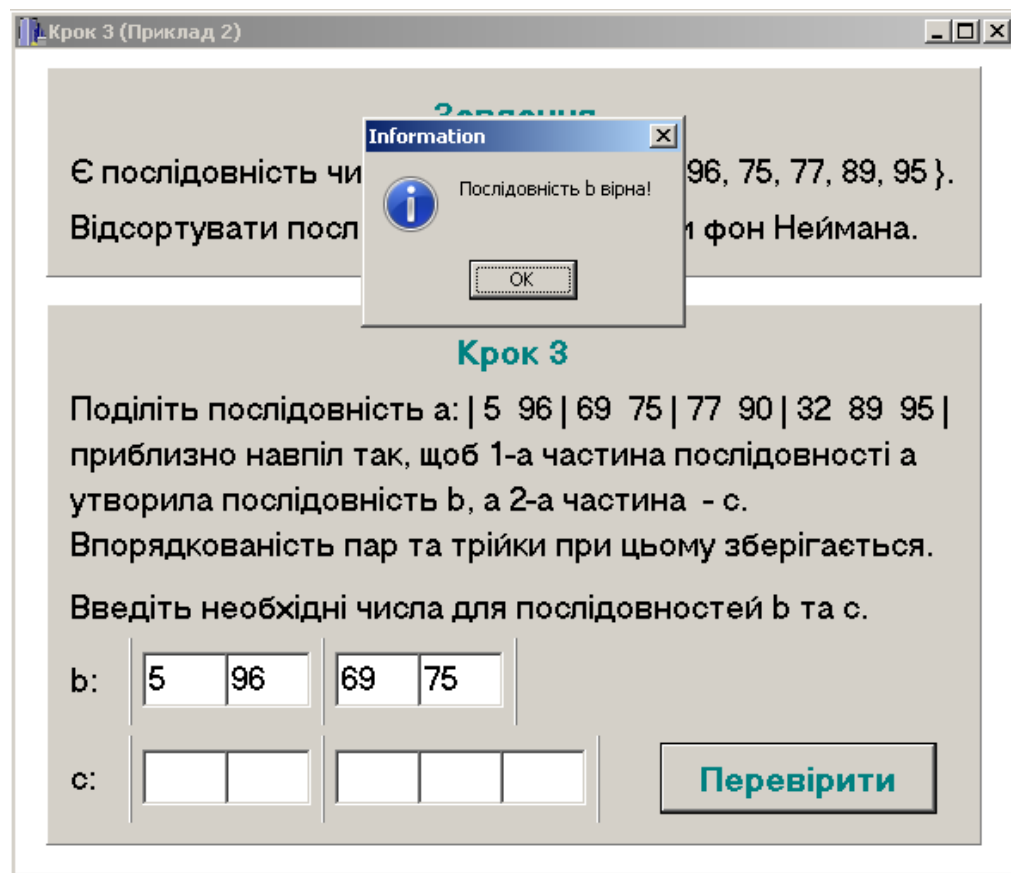 Крок 3 (Приклад 2)
Information
Є послідовність 96, 75, 77, 89, 95 }.
Послідовність b вірна!
Відсортувати фон Неймана.
OK
Крок 3
Поділіть послідовність a: | 5 96 | 69 75 | 77 90 | 32 89 95 |
приблизно навпіл так, щоб 1-а частина послідовності a
утворила послідовність b, а 2-а частина - c.
Впорядкованість пар та трійки при цьому зберігається.
Введіть необхідні числа для послідовностей b та c.
b: 5 96 69 75
c:
Перевірити